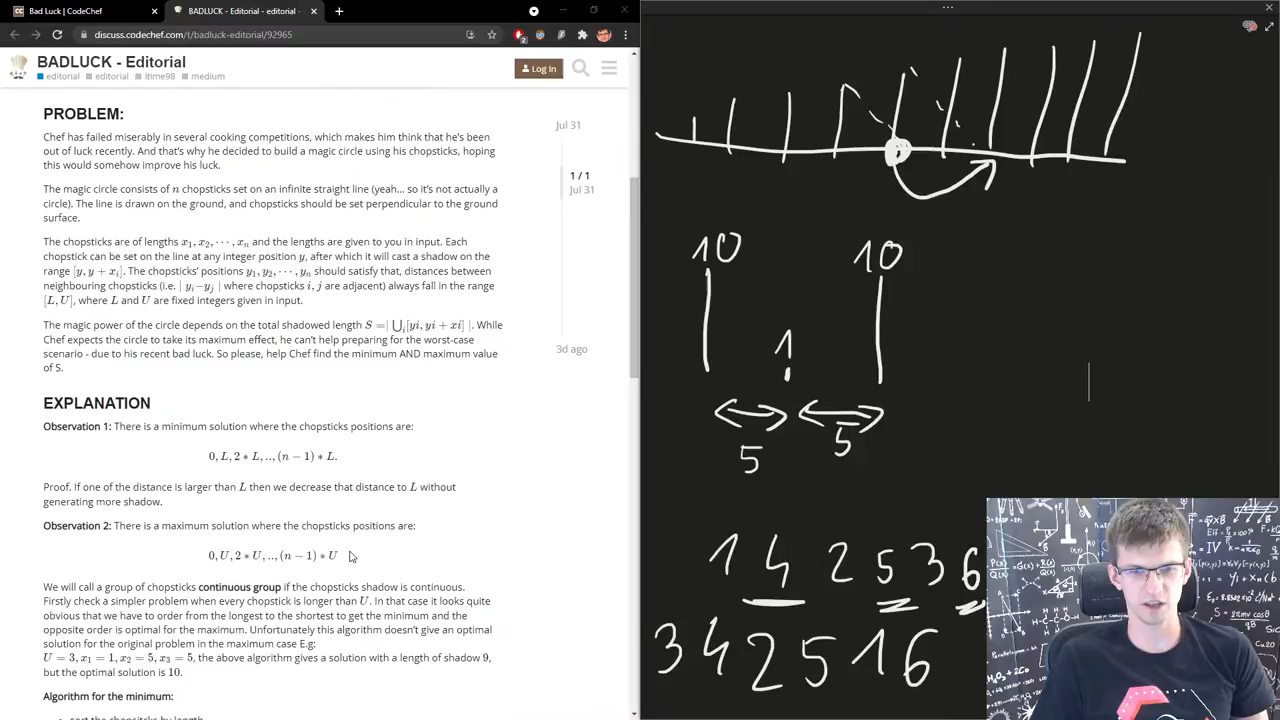 Bad Luck | CodeChef
BADLUCK - Editorial - editorial -
discuss.codechef.com/t/badluck-editorial/92965
BADLUCK - Editorial
editorial editorial itime98 medium
Log In
PROBLEM:
Chef has failed miserably in several cooking competitions, which makes him think that he's been
out of luck recently. And that's why he decided to build a magic circle using his chopsticks, hoping
this would somehow improve his luck.
The magic circle consists of n chopsticks set on an infinite straight line (yeah… so it's not actually a
circle). The line is drawn on the ground, and chopsticks should be set perpendicular to the ground
surface.
The chopsticks are of lengths x₁, x₂, ⋯, xₙ and the lengths are given to you in input. Each
chopstick can be set on the line at any integer position y, after which it will cast a shadow on the
range [y, y + xᵢ]. The chopsticks' positions y₁, y₂, ⋯, yₙ should satisfy that, distances between
neighbouring chopsticks (i.e. | yᵢ−yⱼ | where chopsticks i, j are adjacent) always fall in the range
[L, U], where L and U are fixed integers given in input.
The magic power of the circle depends on the total shadowed length S =| ⋃ᵢ[yi, yi + xi] |. While
Chef expects the circle to take its maximum effect, he can't help preparing for the worst-case
scenario - due to his recent bad luck. So please, help Chef find the minimum AND maximum value
of S.
EXPLANATION
Observation 1: There is a minimum solution where the chopsticks positions are:
0, L, 2 ∗ L, .., (n − 1) ∗ L.
Proof. If one of the distance is larger than L then we decrease that distance to L without
generating more shadow.
Observation 2: There is a maximum solution where the chopsticks positions are:
0, U, 2 ∗ U, .., (n − 1) ∗ U
We will call a group of chopsticks continuous group if the chopsticks shadow is continuous.
Firstly check a simpler problem when every chopstick is longer than U. In that case it looks quite
obvious that we have to order from the longest to the shortest to get the minimum and the
opposite order is optimal for the maximum. Unfortunately this algorithm doesn't give an optimal
solution for the original problem in the maximum case E.g:
U = 3, x₁ = 1, x₂ = 5, x₃ = 5, the above algorithm gives a solution with a length of shadow 9,
but the optimal solution is 10.
Algorithm for the minimum:
Jul 31
1 / 1
Jul 31
3d ago
10 10
1
5 5
1 4 2 5 3 6
3 4 2 5 1 6